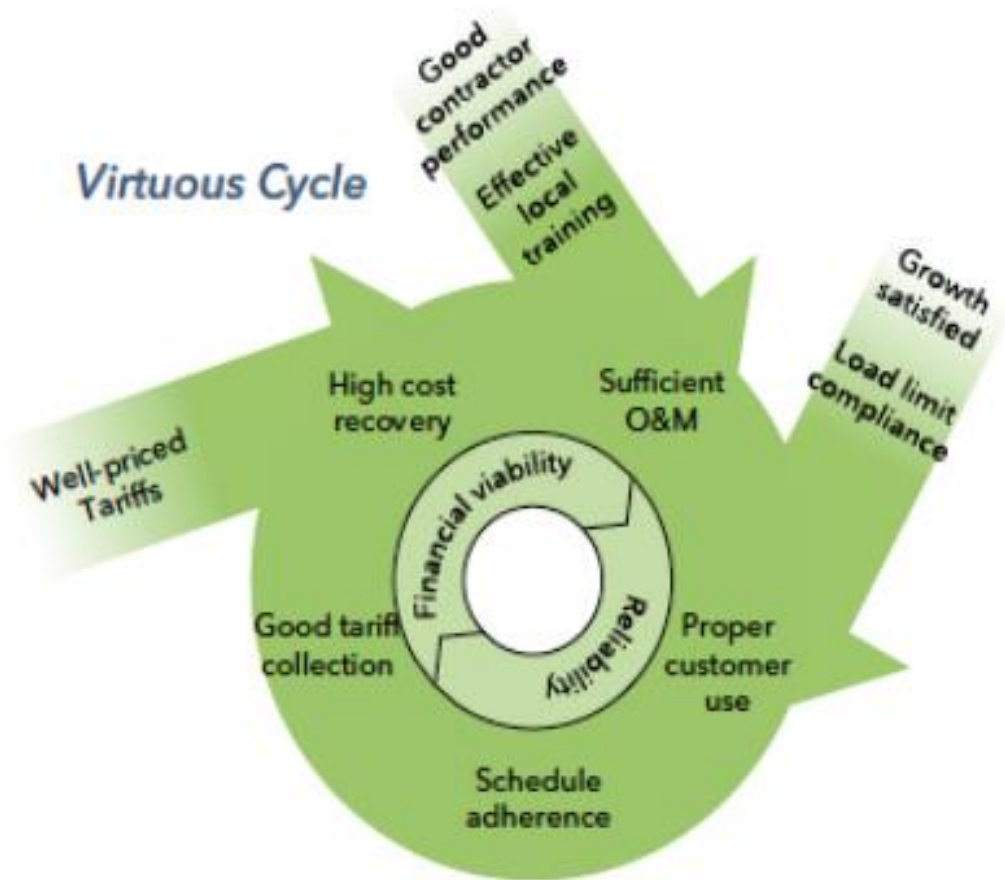 Virtuous Cycle
Good
contractor
performance
Effective
local
training
Growth
satisfied
Load limit
compliance
Well-priced
Tariffs
High cost
recovery
Sufficient
O&M
Financial viability
Reliability
Good tariff
collection
Proper
customer
use
Schedule
adherence